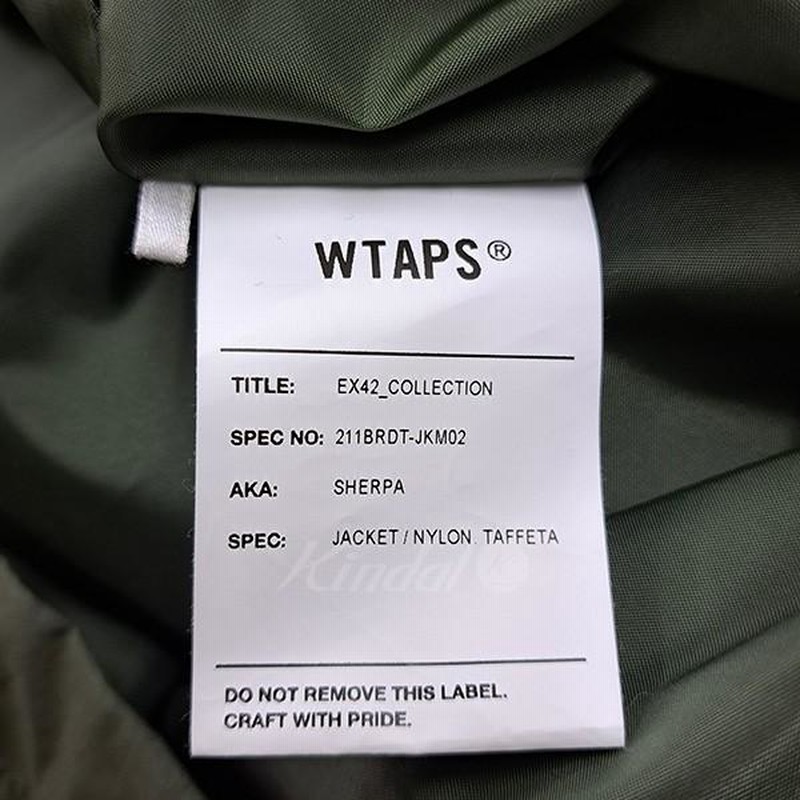 WTAPS®
TITLE: EX42_COLLECTION
SPEC NO: 211BRDT-JKM02
AKA: SHERPA
SPEC: JACKET / NYLON. TAFFETA
Kindal
DO NOT REMOVE THIS LABEL.
CRAFT WITH PRIDE.